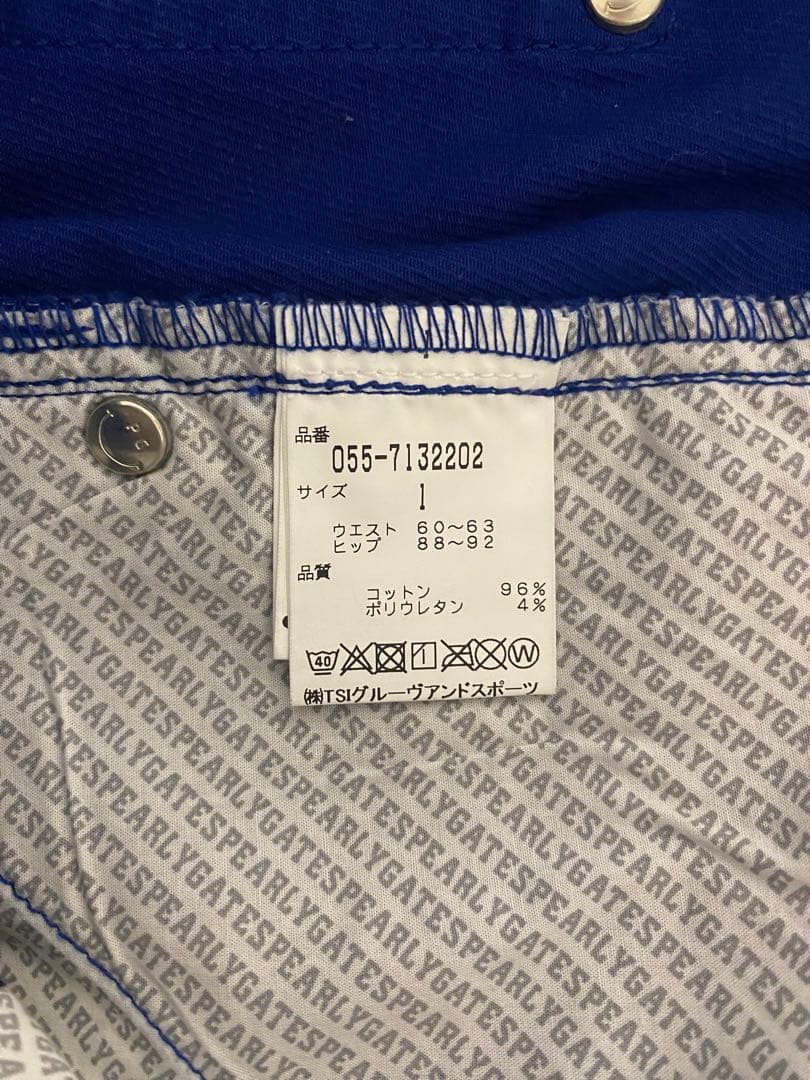 品番
055-7132202
サイズ 1
ウエスト 60～63
ヒップ 88～92
品質
コットン 96%
ポリウレタン 4%
40 W
㈱TSIグルーヴアンドスポーツ
PEARLYGATESPEARLYGATESPEARLYGATES